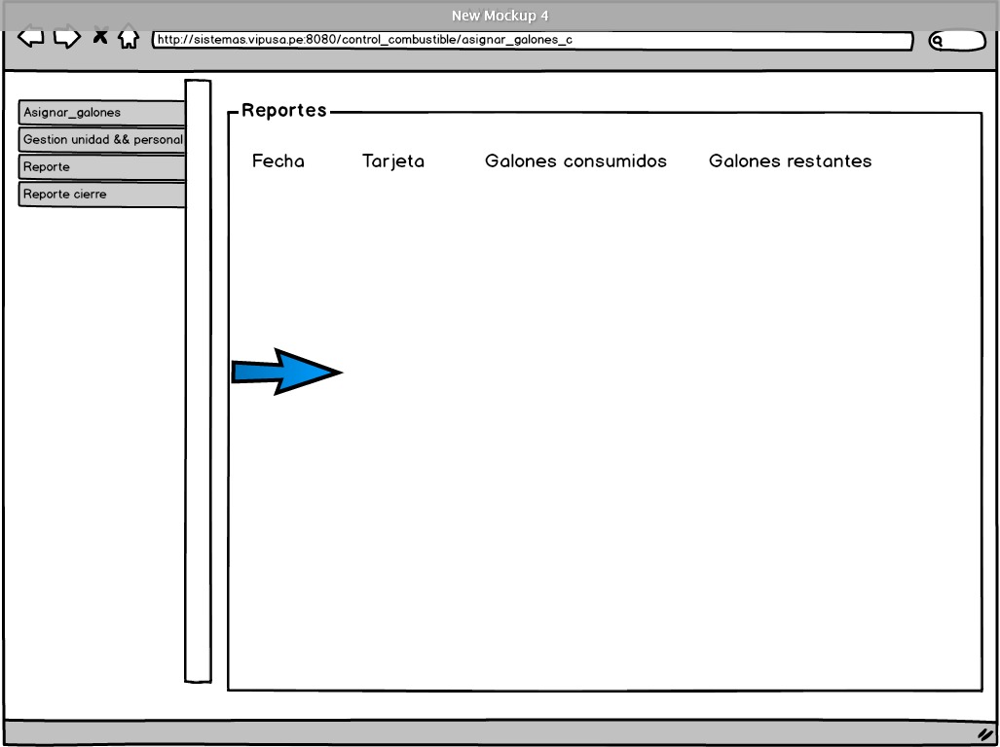 New Mockup 4
http://sistemas.vipusa.pe:8080/control_combustible/asignar_galones_c
Asignar_galones
Gestion unidad && personal
Reporte
Reporte cierre
Reportes
Fecha Tarjeta Galones consumidos Galones restantes